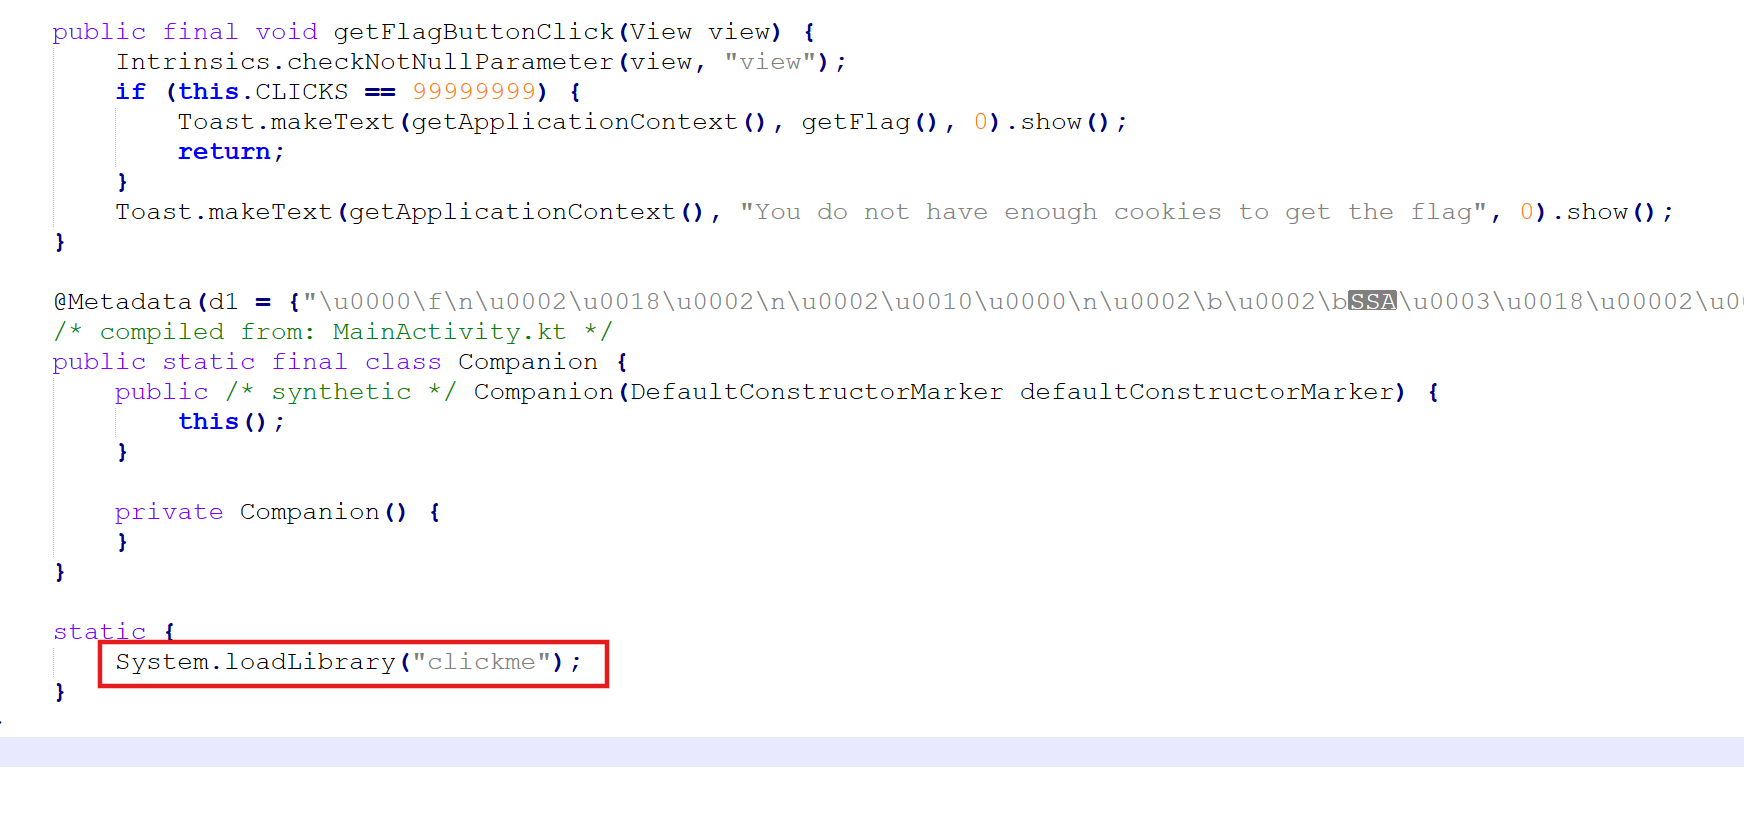 public final void getFlagButtonClick(View view) {
Intrinsics.checkNotNullParameter(view, "view");
if (this.CLICKS == 99999999) {
Toast.makeText(getApplicationContext(), getFlag(), 0).show();
return;
}
Toast.makeText(getApplicationContext(), "You do not have enough cookies to get the flag", 0).show();
}
@Metadata(d1 = {"\u0000\f\n\u0002\u0018\u0002\n\u0002\u0010\u0000\n\u0002\b\u0002\bSSA\u0003\u0018\u00002\u0
/* compiled from: MainActivity.kt */
public static final class Companion {
public /* synthetic */ Companion(DefaultConstructorMarker defaultConstructorMarker) {
this();
}
private Companion() {
}
}
static {
System.loadLibrary("clickme");
}